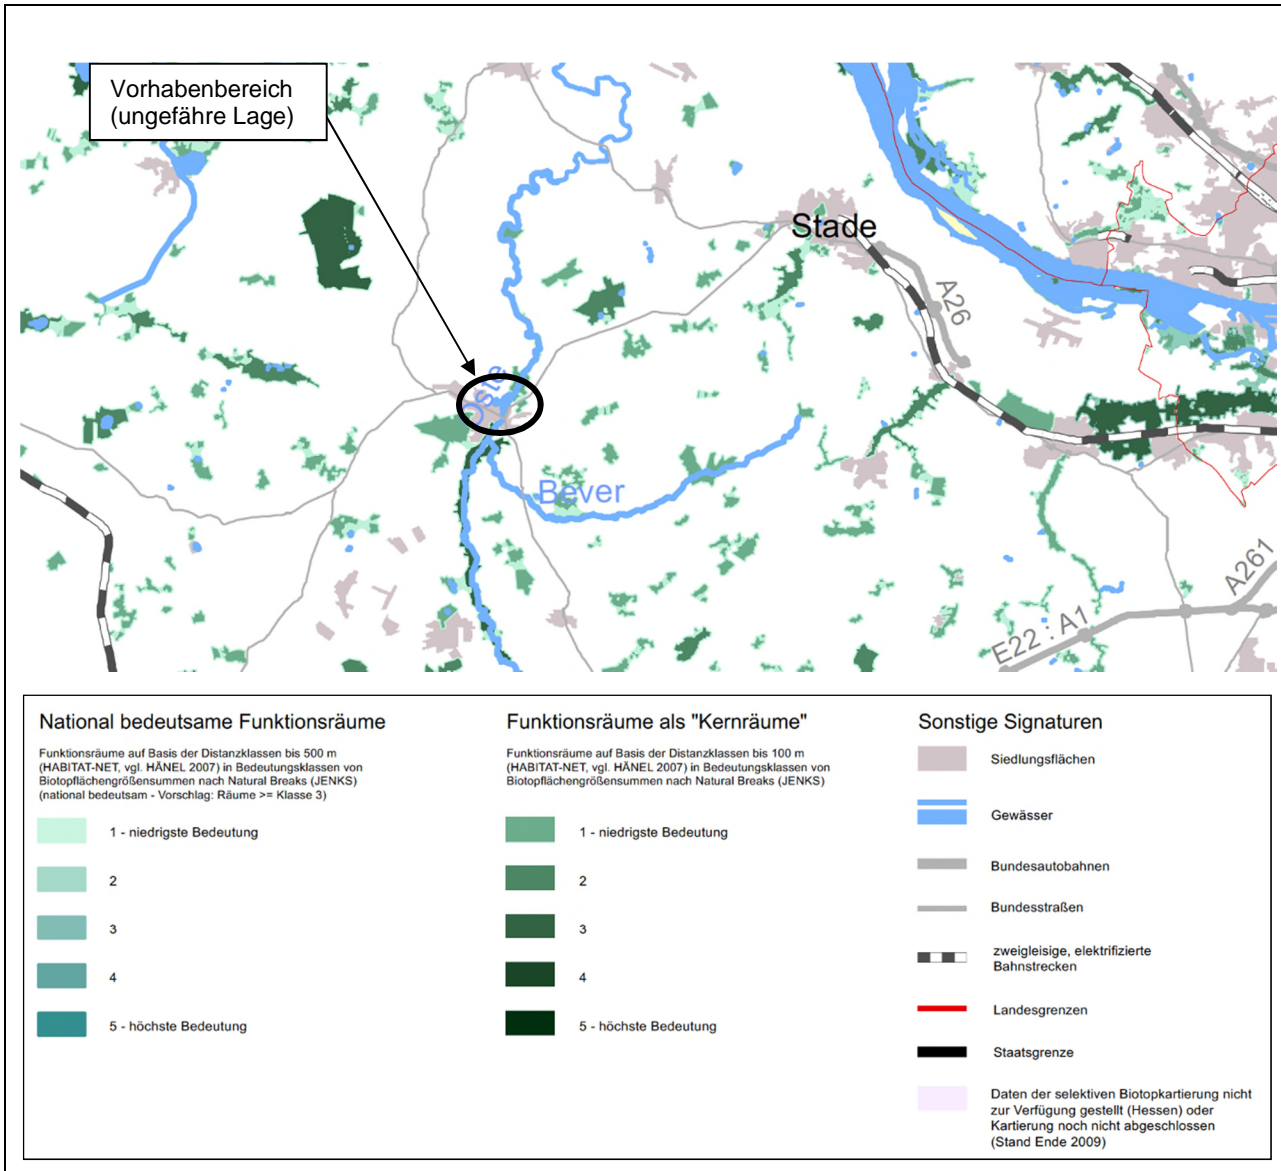 Vorhabenbereich
(ungefähre Lage)
Stade
A26
Oste
Bever
A261
E22 : A1
National bedeutsame Funktionsräume
Funktionsräume auf Basis der Distanzklassen bis 500 m
(HABITAT-NET, vgl. HÄNEL 2007) in Bedeutungsklassen von
Biotopflächengrößensummen nach Natural Breaks (JENKS)
(national bedeutsam - Vorschlag: Räume >= Klasse 3)
1 - niedrigste Bedeutung
2
3
4
5 - höchste Bedeutung
Funktionsräume als "Kernräume"
Funktionsräume auf Basis der Distanzklassen bis 100 m
(HABITAT-NET, vgl. HÄNEL 2007) in Bedeutungsklassen von
Biotopflächengrößensummen nach Natural Breaks (JENKS)
1 - niedrigste Bedeutung
2
3
4
5 - höchste Bedeutung
Sonstige Signaturen
Siedlungsflächen
Gewässer
Bundesautobahnen
Bundesstraßen
zweigleisige, elektrifizierte
Bahnstrecken
Landesgrenzen
Staatsgrenze
Daten der selektiven Biotopkartierung nicht
zur Verfügung gestellt (Hessen) oder
Kartierung noch nicht abgeschlossen
(Stand Ende 2009)